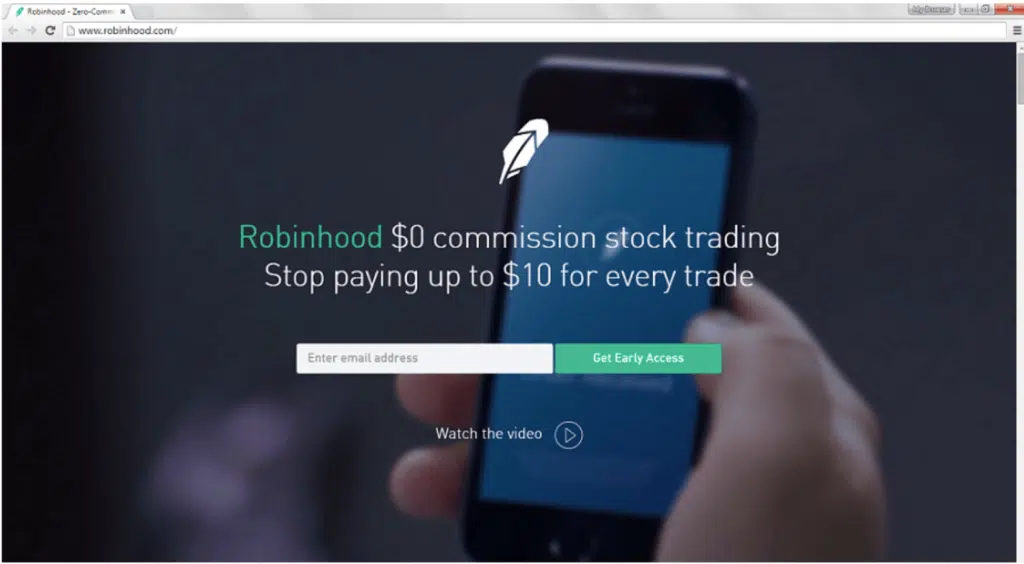 Robinhood - Zero-Comm
www.robinhood.com/
Robinhood $0 commission stock trading
Stop paying up to $10 for every trade
Enter email address
Get Early Access
Watch the video